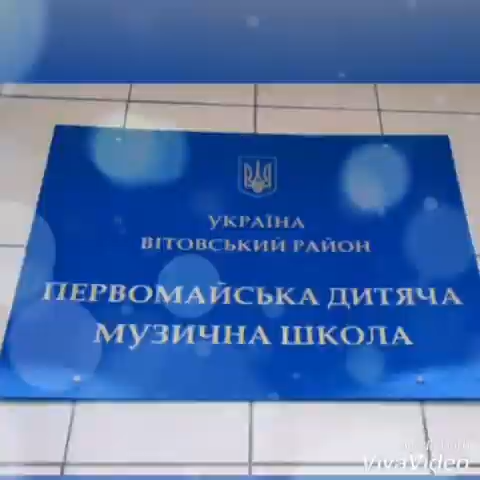 УКРАЇНА
ВІТОВСЬКИЙ РАЙОН
ПЕРВОМАЙСЬКА ДИТЯЧА
МУЗИЧНА ШКОЛА
VivaVideo